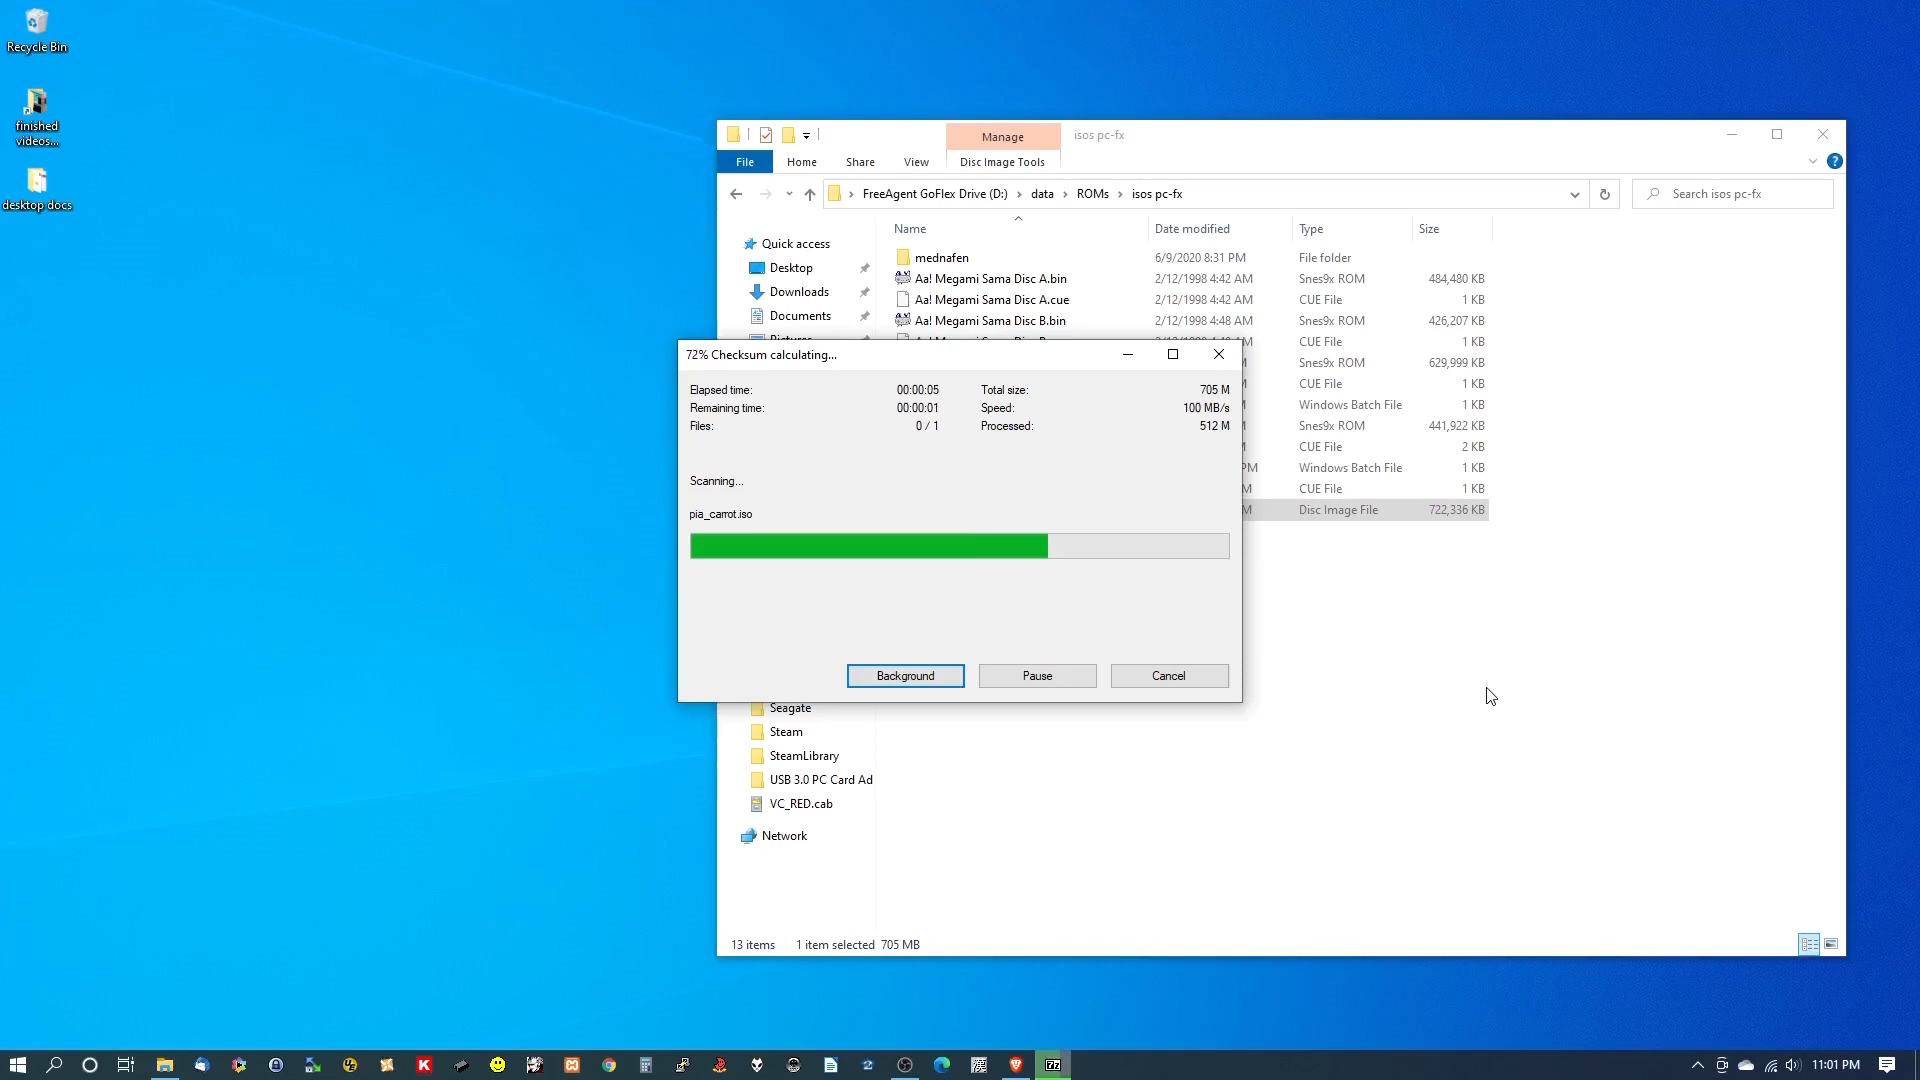 Recycle Bin
finished
videos...
desktop docs
Manage
isos pc-fx
File
Home
Share
View
Disc Image Tools
FreeAgent GoFlex Drive (D:)
data
ROMs
isos pc-fx
Search isos pc-fx
Name
Date modified
Type
Size
Quick access
Desktop
Downloads
Documents
mednafen 6/9/2020 8:31 PM File folder
Aa! Megami Sama Disc A.bin 2/12/1998 4:42 AM Snes9x ROM 484,480 KB
Aa! Megami Sama Disc A.cue 2/12/1998 4:42 AM CUE File 1 KB
Aa! Megami Sama Disc B.bin 2/12/1998 4:48 AM Snes9x ROM 426,207 KB
CUE File 1 KB
Snes9x ROM 629,999 KB
CUE File 1 KB
Windows Batch File 1 KB
Snes9x ROM 441,922 KB
CUE File 2 KB
PM Windows Batch File 1 KB
CUE File 1 KB
Disc Image File 722,336 KB
72% Checksum calculating...
Elapsed time: 00:00:05 Total size: 705 M
Remaining time: 00:00:01 Speed: 100 MB/s
Files: 0 / 1 Processed: 512 M
Scanning...
pia_carrot.iso
Background
Pause
Cancel
Seagate
Steam
SteamLibrary
USB 3.0 PC Card Ad
VC_RED.cab
Network
13 items
1 item selected 705 MB
11:01 PM